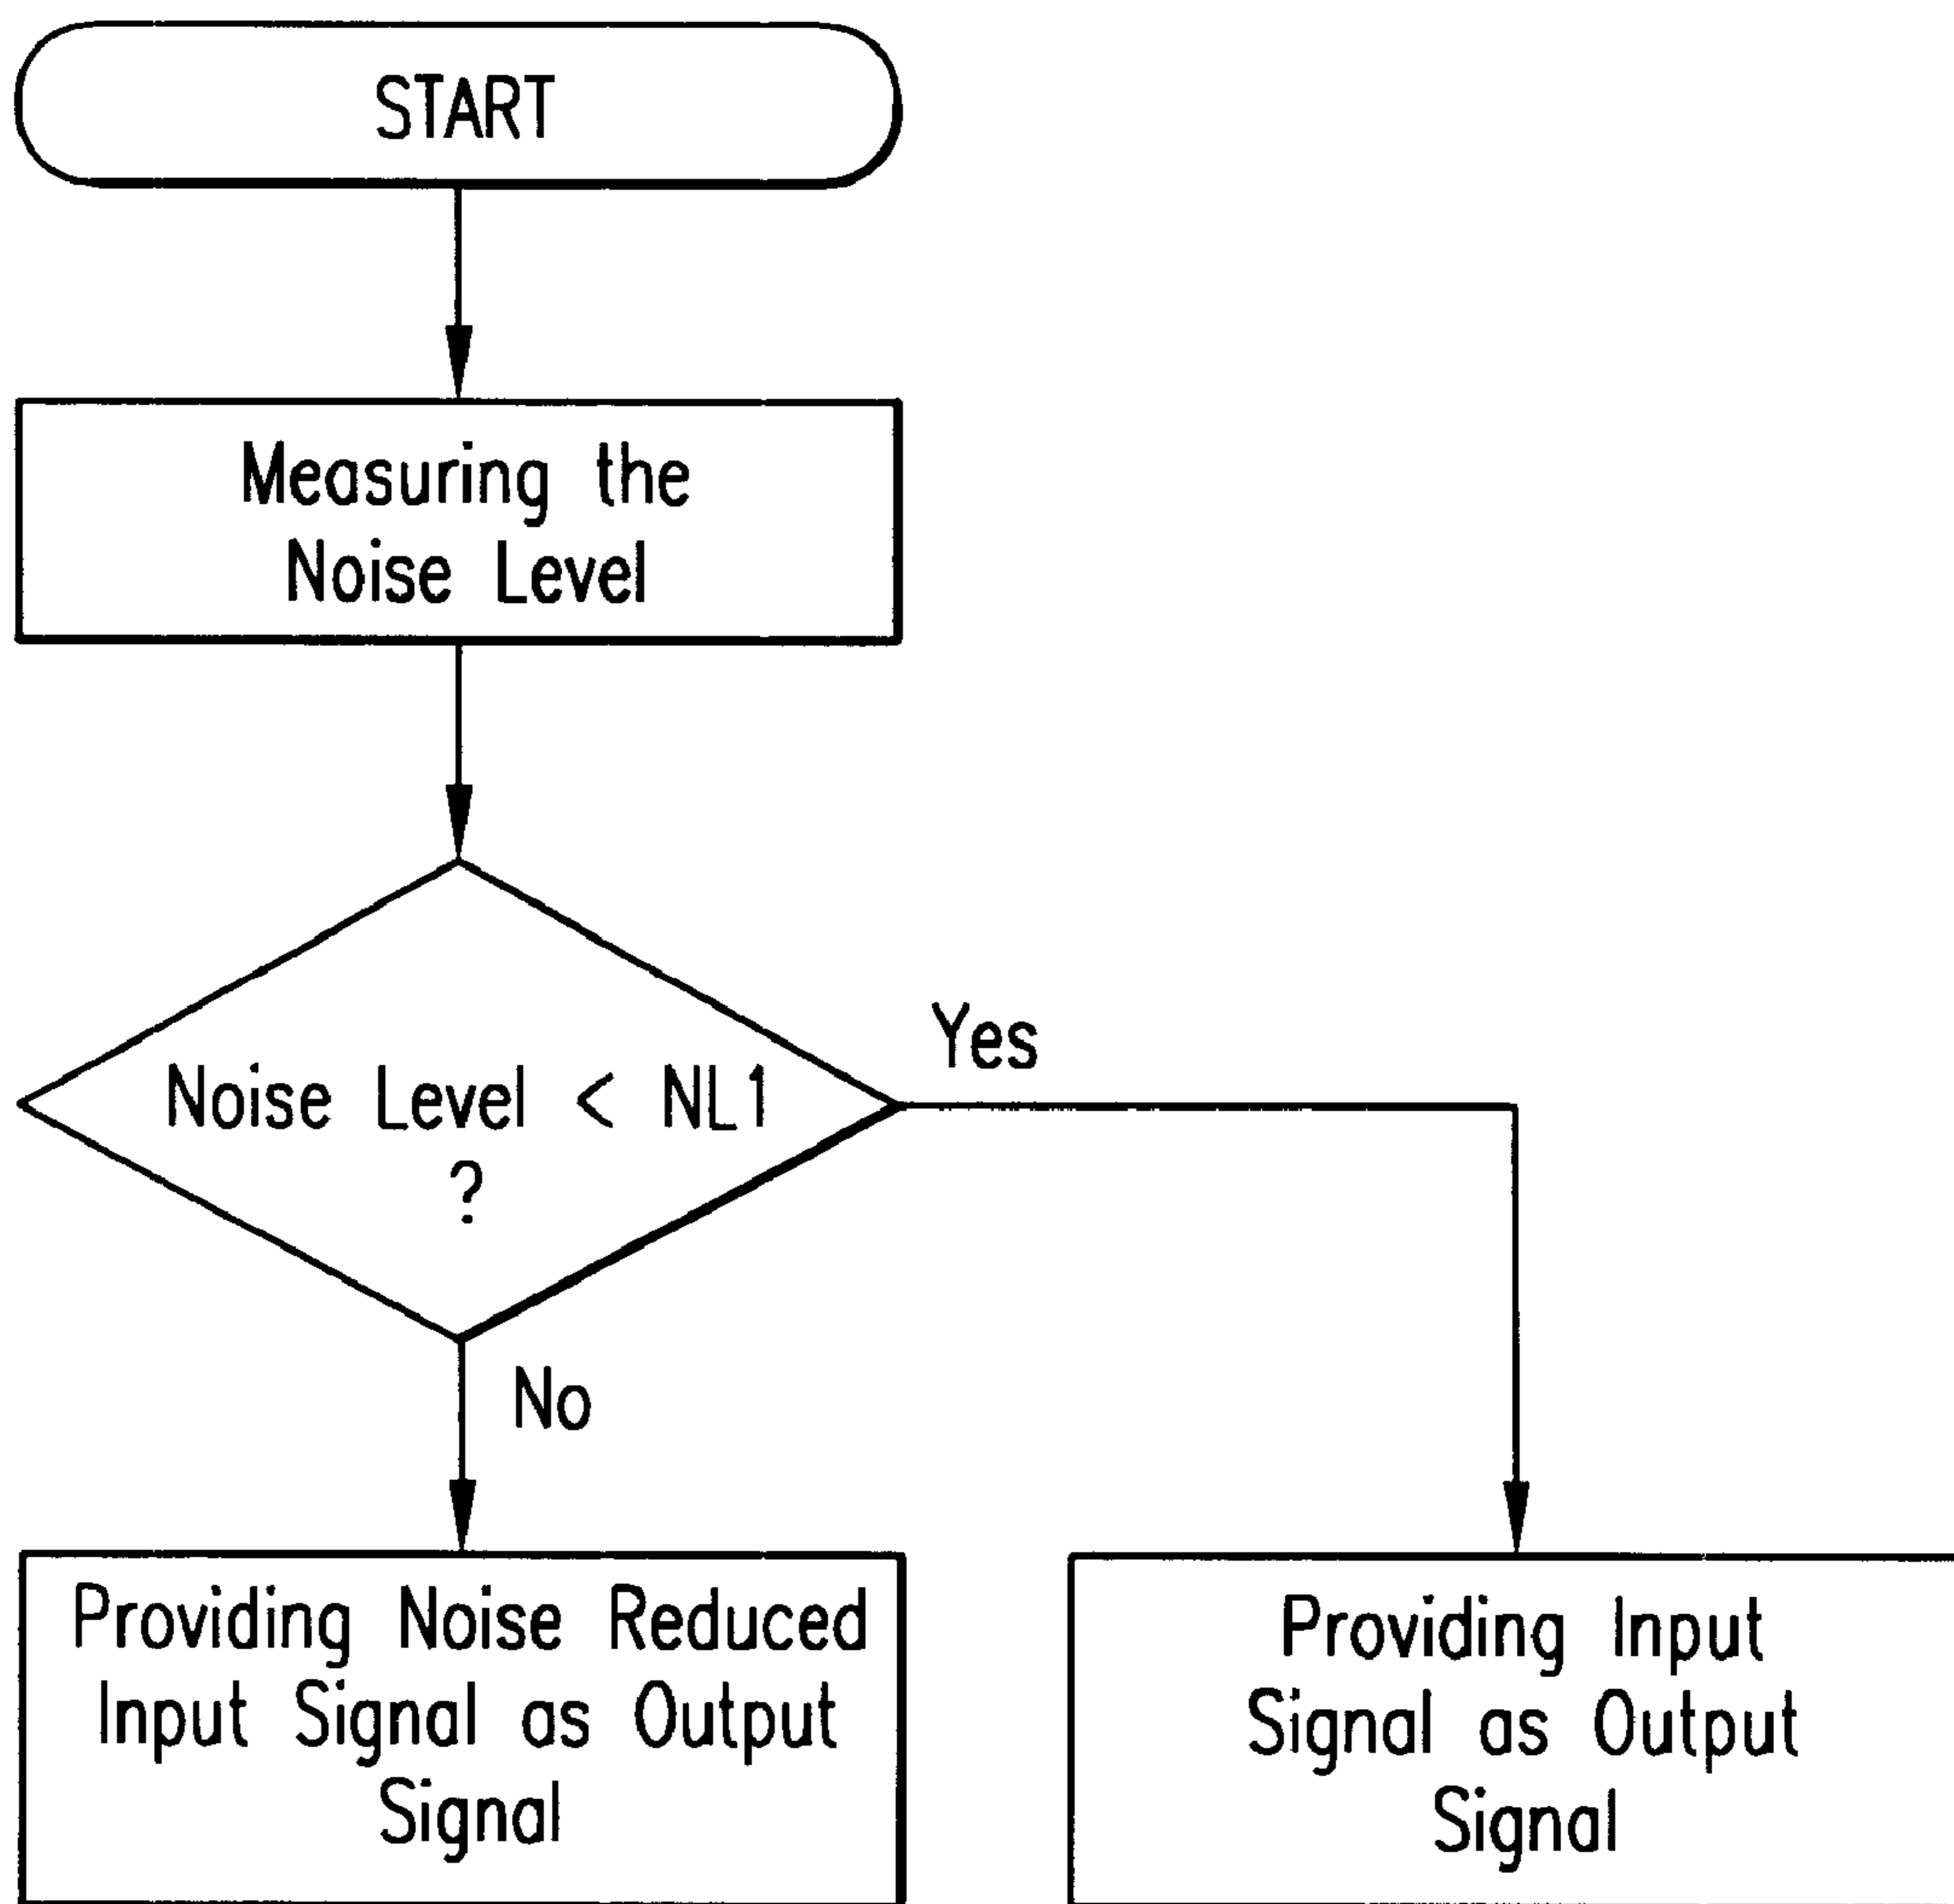 START
Measuring the
Noise Level
Noise Level < NL1
?
Yes
No
Providing Noise Reduced
Input Signal as Output
Signal
Providing Input
Signal as Output
Signal